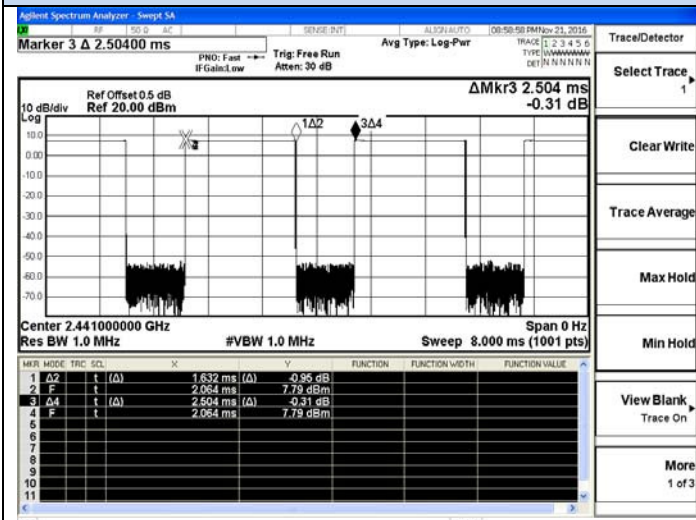 Agilent Spectrum Analyzer - Swept SA
RF 50 Ω AC SENSE:INT ALIGN AUTO 08:58:58 PM Nov 21, 2016
Marker 3 Δ 2.50400 ms
PNO: Fast
IFGain:Low
Trig: Free Run
Atten: 30 dB
Avg Type: Log-Pwr
TRACE 1 2 3 4 5 6
TYPE
DET N N N N N N
Trace/Detector
Select Trace
1
Clear Write
Trace Average
Max Hold
Min Hold
View Blank
Trace On
More
1 of 3
ΔMkr3 2.504 ms
-0.31 dB
Ref Offset 0.5 dB
10 dB/div Ref 20.00 dBm
Log
10.0
0.00
-10.0
-20.0
-30.0
-40.0
-50.0
-60.0
-70.0
1Δ2
3Δ4
Center 2.441000000 GHz Span 0 Hz
Res BW 1.0 MHz #VBW 1.0 MHz Sweep 8.000 ms (1001 pts)
MKR MODE TRC SCL X Y FUNCTION FUNCTION WIDTH FUNCTION VALUE
1 Δ2 t (Δ) 1.632 ms (Δ) -0.95 dB
2 F t 2.064 ms 7.79 dBm
3 Δ4 t (Δ) 2.504 ms (Δ) -0.31 dB
4 F t 2.064 ms 7.79 dBm
5
6
7
8
9
10
11